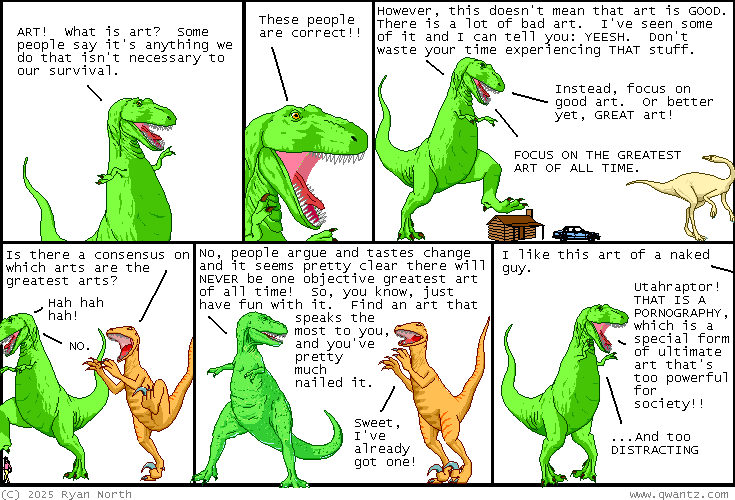 ART!  What is art?  Some
people say it's anything we
do that isn't necessary to
our survival.
These people
are correct!!
However, this doesn't mean that art is GOOD.
There is a lot of bad art.  I've seen some
of it and I can tell you: YEESH.  Don't
waste your time experiencing THAT stuff.
Instead, focus on
good art.  Or better
yet, GREAT art!
FOCUS ON THE GREATEST
ART OF ALL TIME.
Is there a consensus on
which arts are the
greatest arts?
Hah hah
hah!
NO.
No, people argue and tastes change
and it seems pretty clear there will
NEVER be one objective greatest art
of all time!  So, you know, just
have fun with it.  Find an art that
speaks the
most to you,
and you've
pretty
much
nailed it.
Sweet,
I've
already
got one!
I like this art of a naked
guy.
Utahraptor!
THAT IS A
PORNOGRAPHY,
which is a
special form
of ultimate
art that's
too powerful
for
society!!
...And too
DISTRACTING
(C) 2025 Ryan North
www.qwantz.com